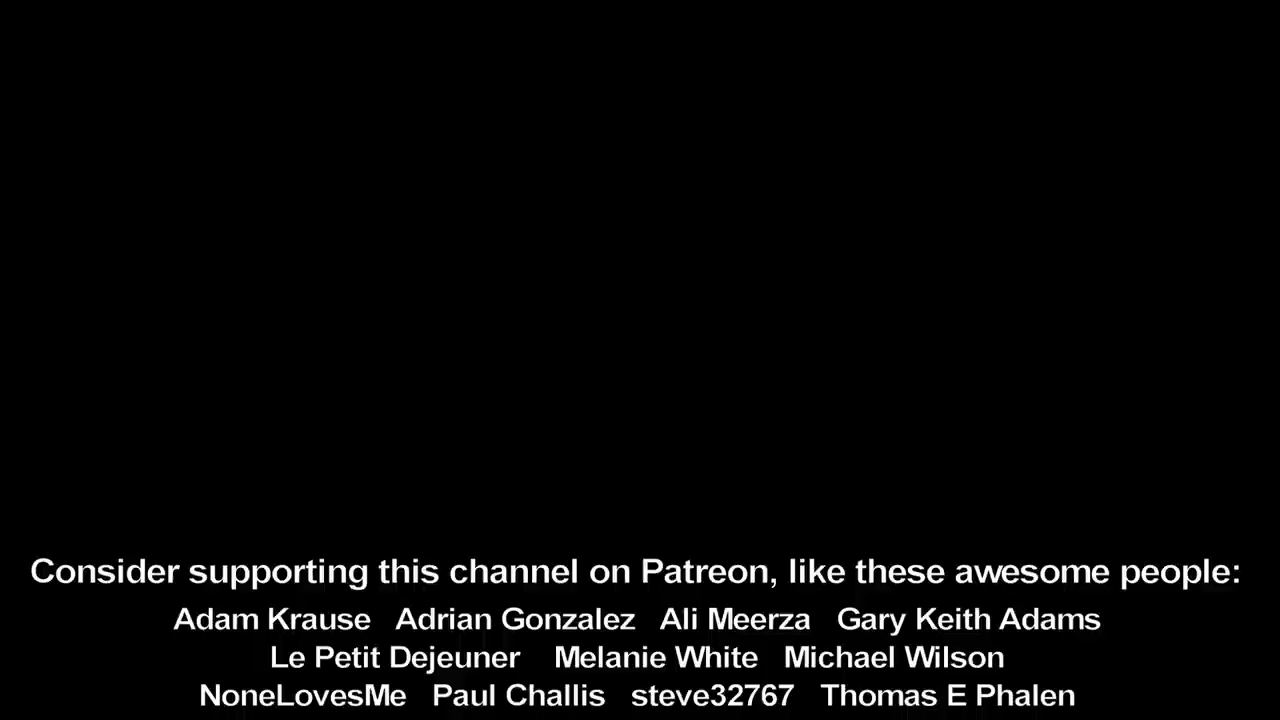 Consider supporting this channel on Patreon, like these awesome people:
Adam Krause Adrian Gonzalez Ali Meerza Gary Keith Adams
Le Petit Dejeuner Melanie White Michael Wilson
NoneLovesMe Paul Challis steve32767 Thomas E Phalen